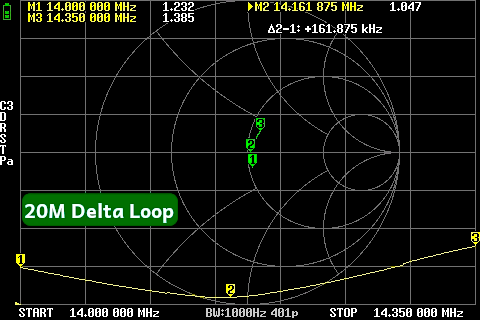 M1 14.000 000 MHz 1.232 ▶M2 14.161 875 MHz 1.047
M3 14.350 000 MHz 1.385
Δ2-1: +161.875 kHz
C3
D
R
S
T
Pa
3
2
1
20M Delta Loop
1
2
3
START 14.000 000 MHz BW:1000Hz 401p STOP 14.350 000 MHz